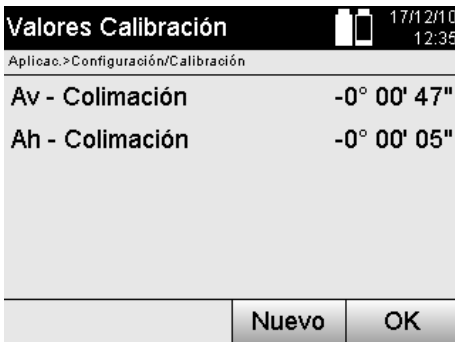 Valores Calibración
17/12/10
12:35
Aplicac.>Configuración/Calibración
Av - Colimación -0° 00' 47"
Ah - Colimación -0° 00' 05"
Nuevo OK